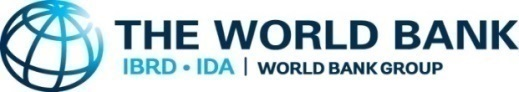 THE WORLD BANK
IBRD • IDA | WORLD BANK GROUP